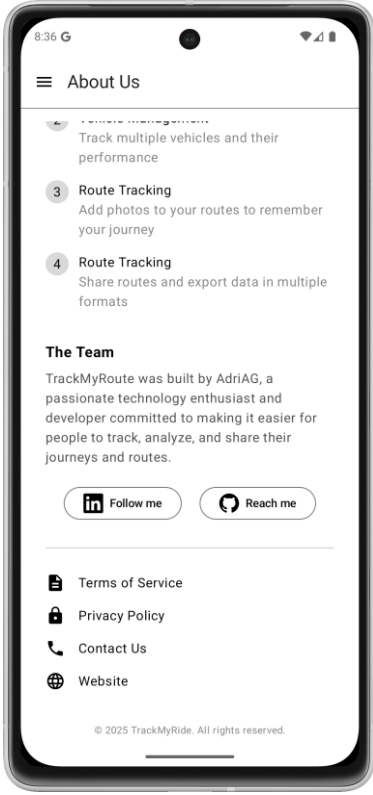 8:36 G
About Us
2 Vehicle Management
Track multiple vehicles and their
performance
3 Route Tracking
Add photos to your routes to remember
your journey
4 Route Tracking
Share routes and export data in multiple
formats
The Team
TrackMyRoute was built by AdriAG, a
passionate technology enthusiast and
developer committed to making it easier for
people to track, analyze, and share their
journeys and routes.
in Follow me
Reach me
Terms of Service
Privacy Policy
Contact Us
Website
© 2025 TrackMyRide. All rights reserved.